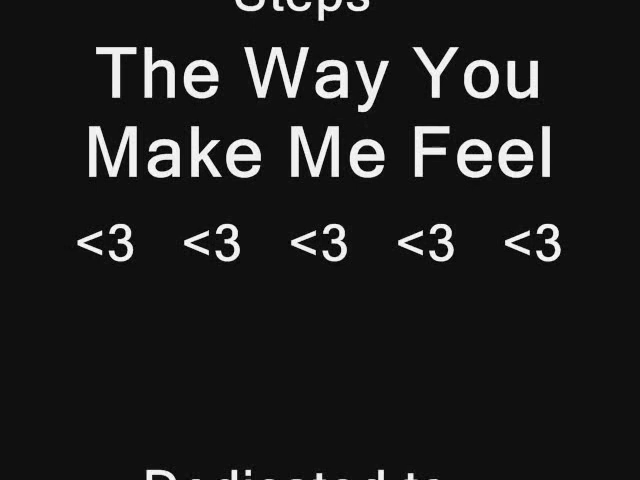 Steps
The Way You
Make Me Feel
<3 <3 <3 <3 <3
Dedicated to